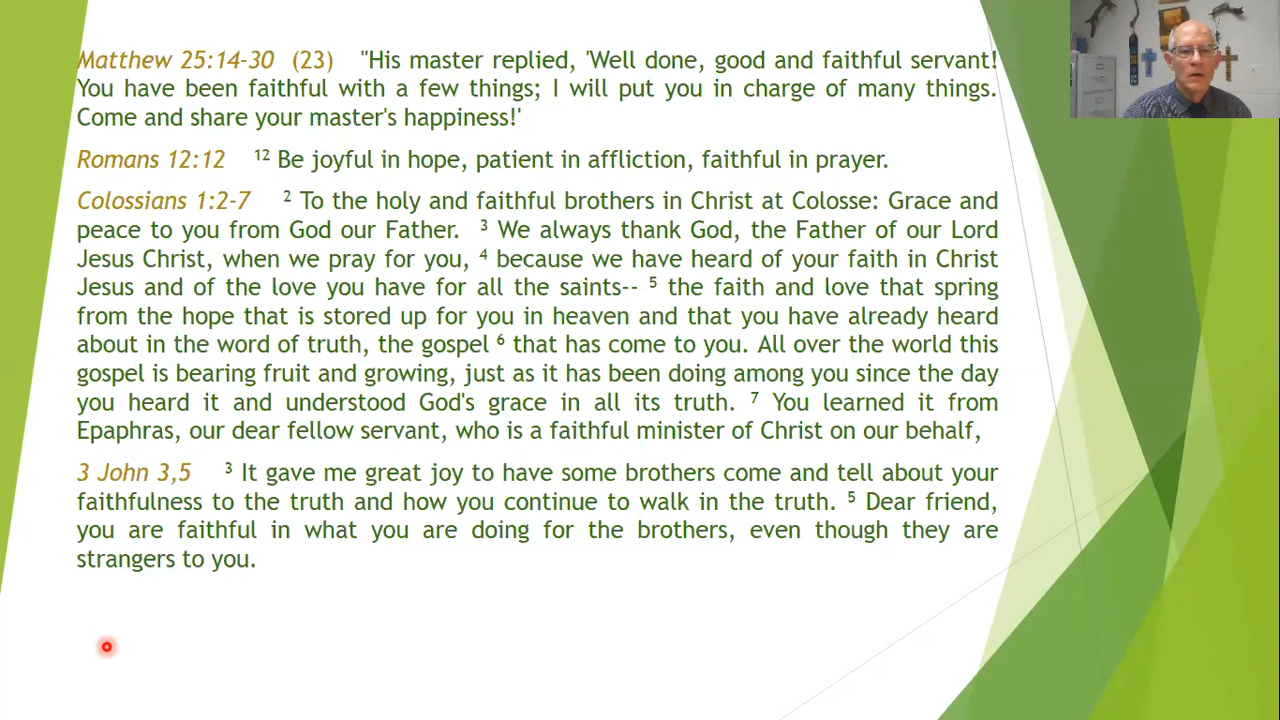 Matthew 25:14-30 (23) "His master replied, 'Well done, good and faithful servant!
You have been faithful with a few things; I will put you in charge of many things.
Come and share your master's happiness!'
Romans 12:12 12 Be joyful in hope, patient in affliction, faithful in prayer.
Colossians 1:2-7 2 To the holy and faithful brothers in Christ at Colosse: Grace and
peace to you from God our Father. 3 We always thank God, the Father of our Lord
Jesus Christ, when we pray for you, 4 because we have heard of your faith in Christ
Jesus and of the love you have for all the saints-- 5 the faith and love that spring
from the hope that is stored up for you in heaven and that you have already heard
about in the word of truth, the gospel 6 that has come to you. All over the world this
gospel is bearing fruit and growing, just as it has been doing among you since the day
you heard it and understood God's grace in all its truth. 7 You learned it from
Epaphras, our dear fellow servant, who is a faithful minister of Christ on our behalf,
3 John 3,5 3 It gave me great joy to have some brothers come and tell about your
faithfulness to the truth and how you continue to walk in the truth. 5 Dear friend,
you are faithful in what you are doing for the brothers, even though they are
strangers to you.